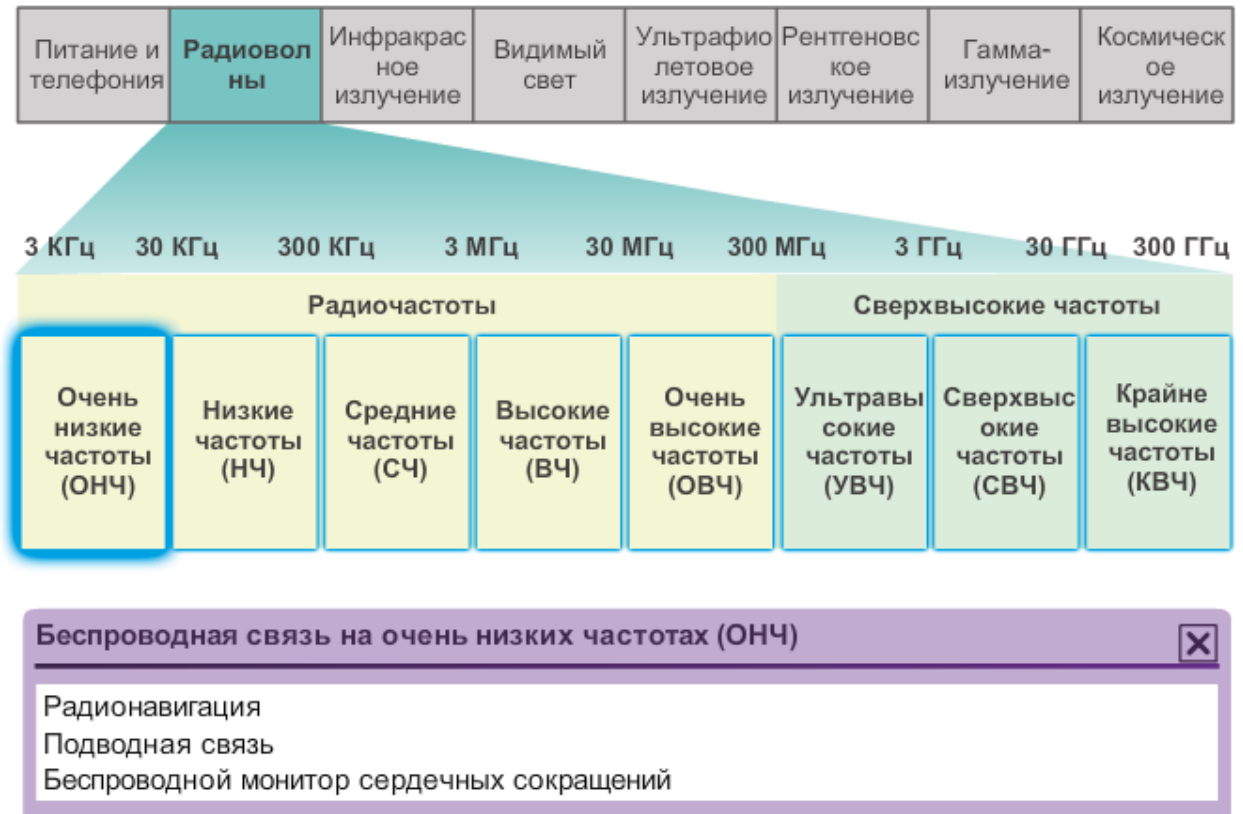 Питание и
телефония
Радиовол
ны
Инфракрас
ное
излучение
Видимый
свет
Ультрафио
летовое
излучение
Рентгеновс
кое
излучение
Гамма-
излучение
Космическ
ое
излучение
3 КГц 30 КГц 300 КГц 3 МГц 30 МГц 300 МГц 3 ГГц 30 ГГц 300 ГГц
Радиочастоты
Сверхвысокие частоты
Очень
низкие
частоты
(ОНЧ)
Низкие
частоты
(НЧ)
Средние
частоты
(СЧ)
Высокие
частоты
(ВЧ)
Очень
высокие
частоты
(ОВЧ)
Ультравы
сокие
частоты
(УВЧ)
Сверхвыс
окие
частоты
(СВЧ)
Крайне
высокие
частоты
(КВЧ)
Беспроводная связь на очень низких частотах (ОНЧ)
Радионавигация
Подводная связь
Беспроводной монитор сердечных сокращений